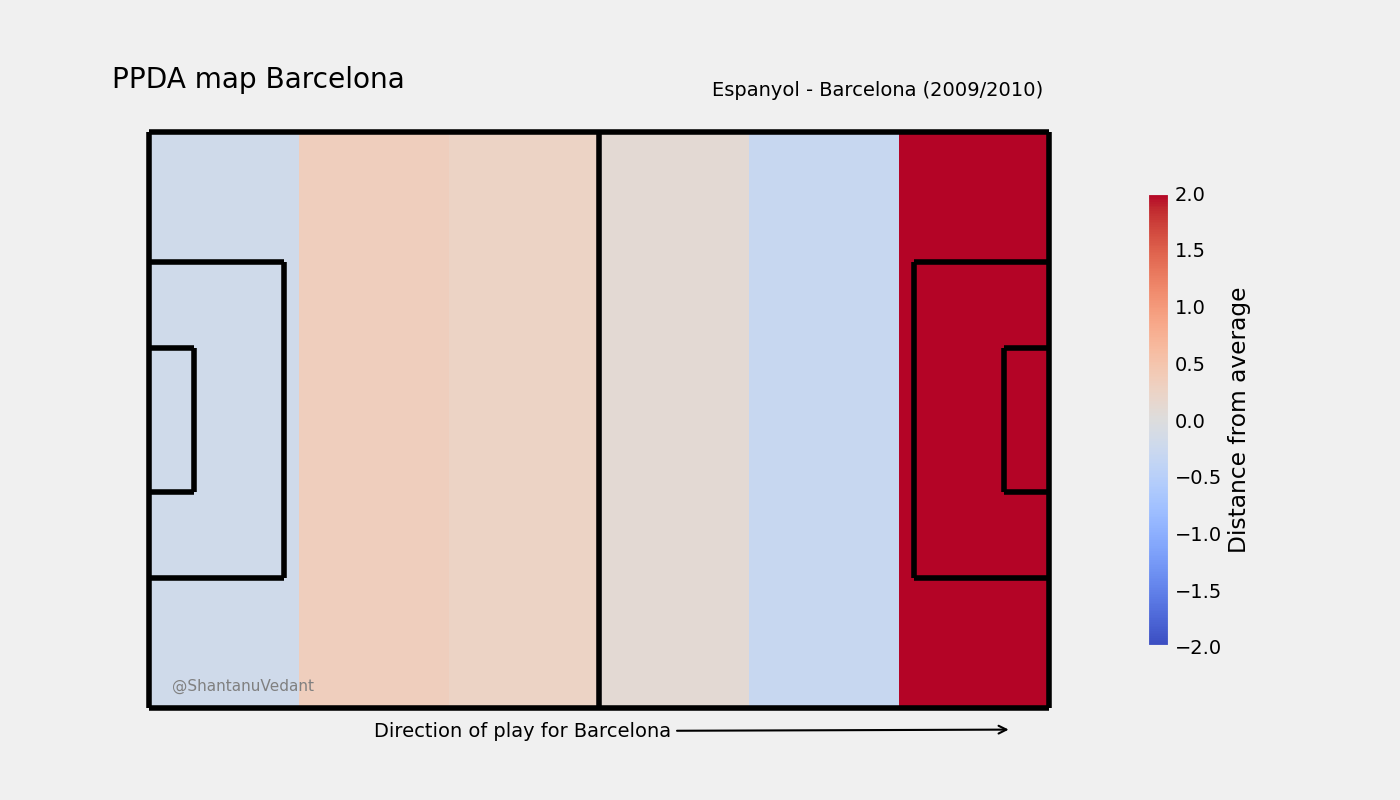 PPDA map Barcelona
Espanyol - Barcelona (2009/2010)
2.0
1.5
1.0
0.5
0.0
−0.5
−1.0
−1.5
−2.0
Distance from average
@ShantanuVedant
Direction of play for Barcelona